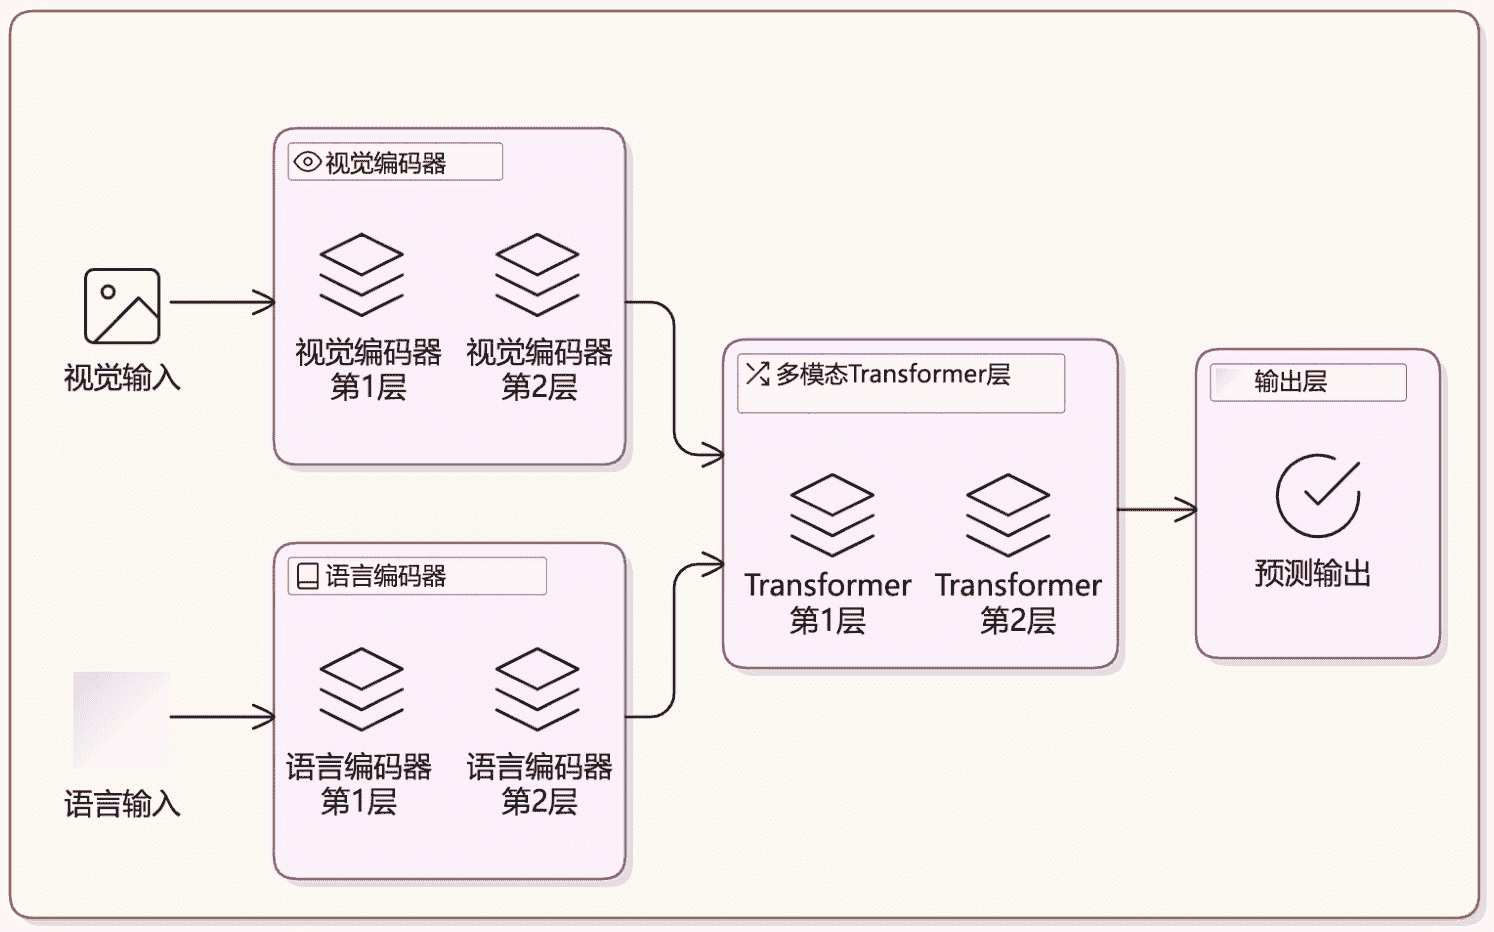 视觉输入
视觉编码器
视觉编码器
第1层
视觉编码器
第2层
语言输入
语言编码器
语言编码器
第1层
语言编码器
第2层
多模态Transformer层
Transformer
第1层
Transformer
第2层
输出层
预测输出